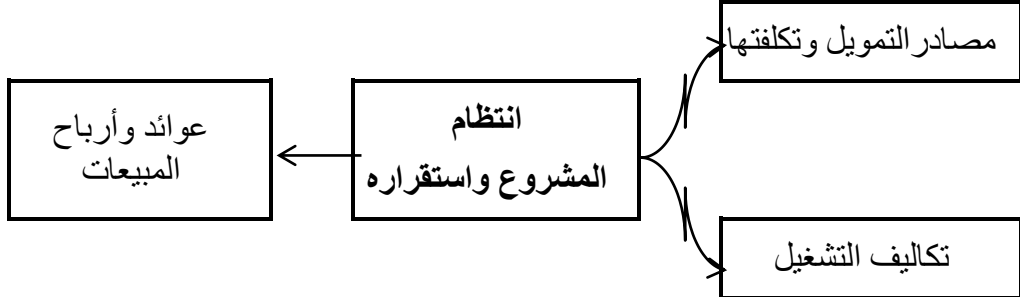 مصادر التمويل وتكلفتها
انتظام
المشروع واستقراره
عوائد وأرباح
المبيعات
تكاليف التشغيل